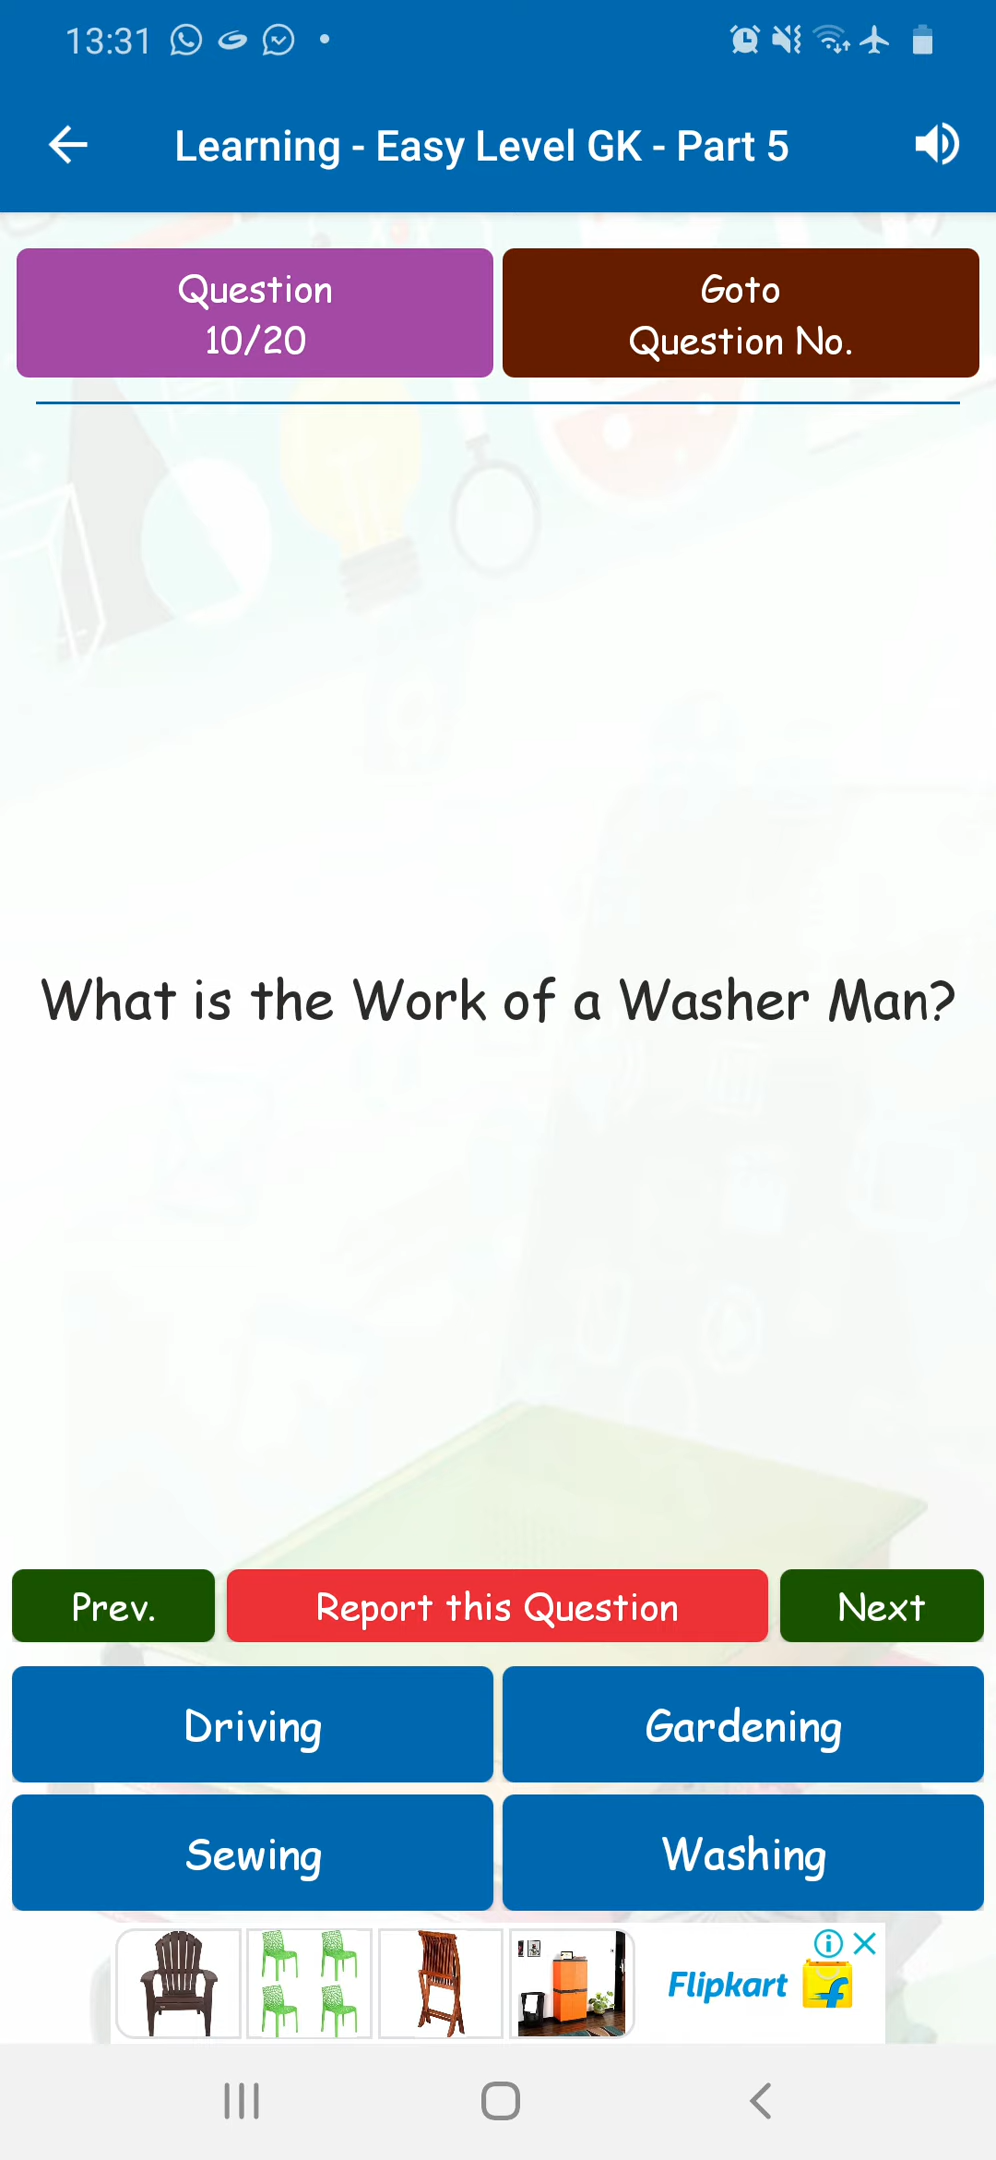 13:31
Learning - Easy Level GK - Part 5
Question
10/20
Goto
Question No.
What is the Work of a Washer Man?
Prev.
Report this Question
Next
Driving
Gardening
Sewing
Washing
Flipkart